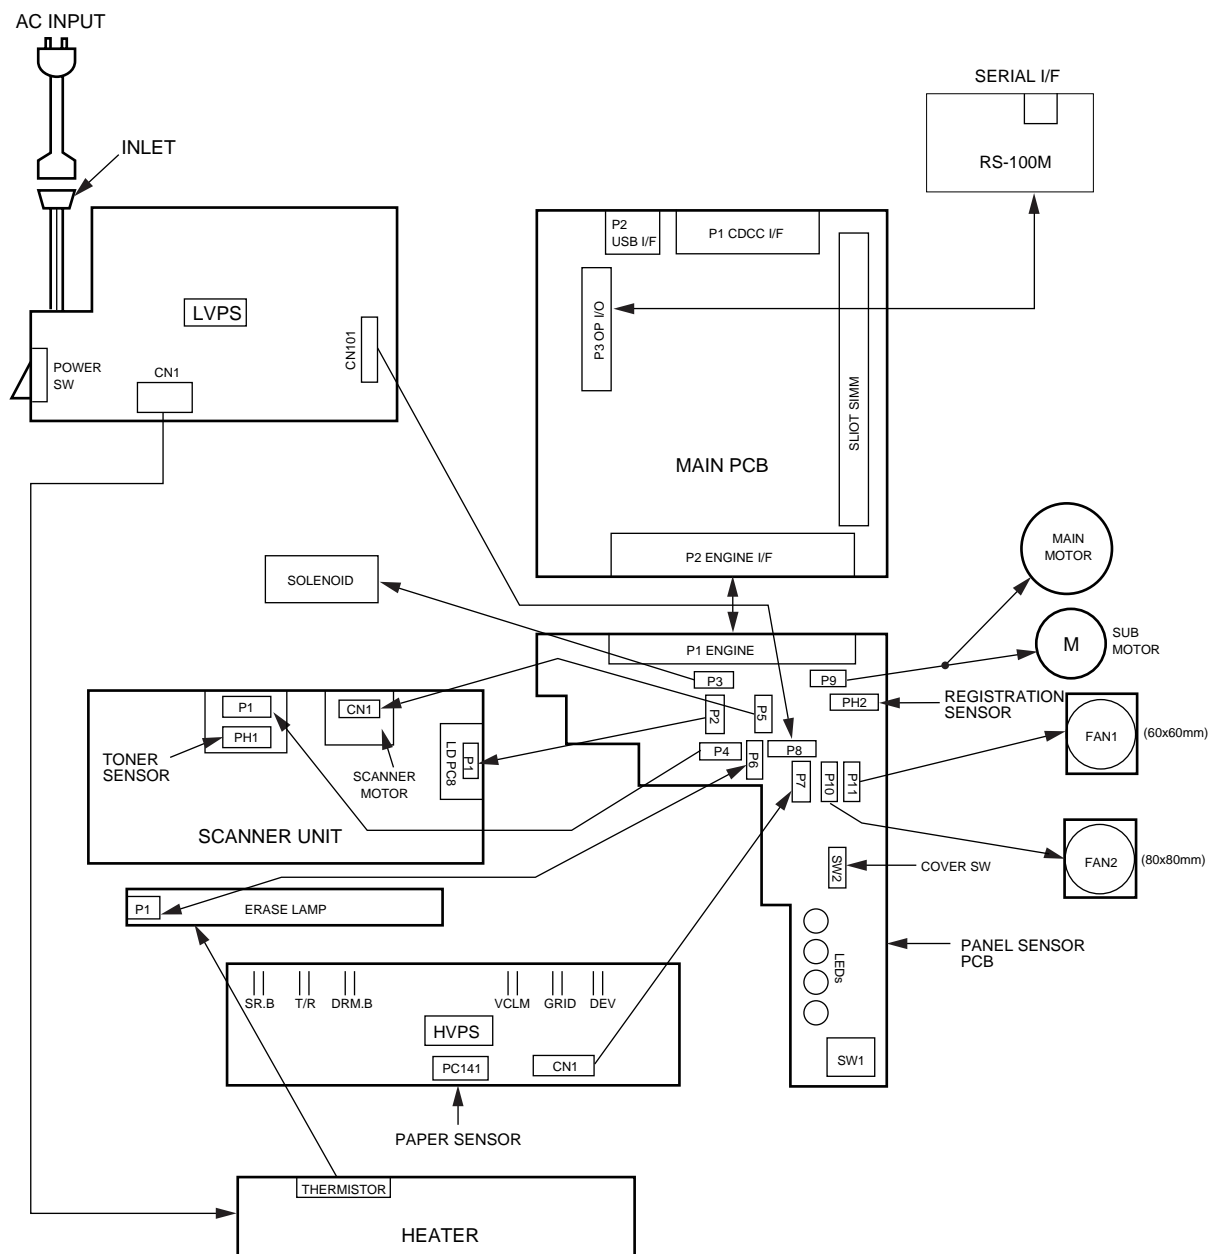 AC INPUT
INLET
SERIAL I/F
RS-100M
P2
USB I/F
P1 CDCC I/F
LVPS
P3 OP I/O
CN101
POWER
SW
CN1
SLIOT SIMM
MAIN PCB
P2 ENGINE I/F
MAIN
MOTOR
SOLENOID
M
SUB
MOTOR
P1 ENGINE
P3
P9
PH2
REGISTRATION
SENSOR
P2
P5
P1
PH1
CN1
TONER
SENSOR
SCANNER
MOTOR
LD PC8
P1
P4
P6
P8
P7
P10
P11
FAN1
(60x60mm)
SCANNER UNIT
FAN2
(80x80mm)
SW2
COVER SW
P1
ERASE LAMP
LEDs
PANEL SENSOR
PCB
SR.B
T/R
DRM.B
VCLM
GRID
DEV
HVPS
PC141
CN1
SW1
PAPER SENSOR
THERMISTOR
HEATER